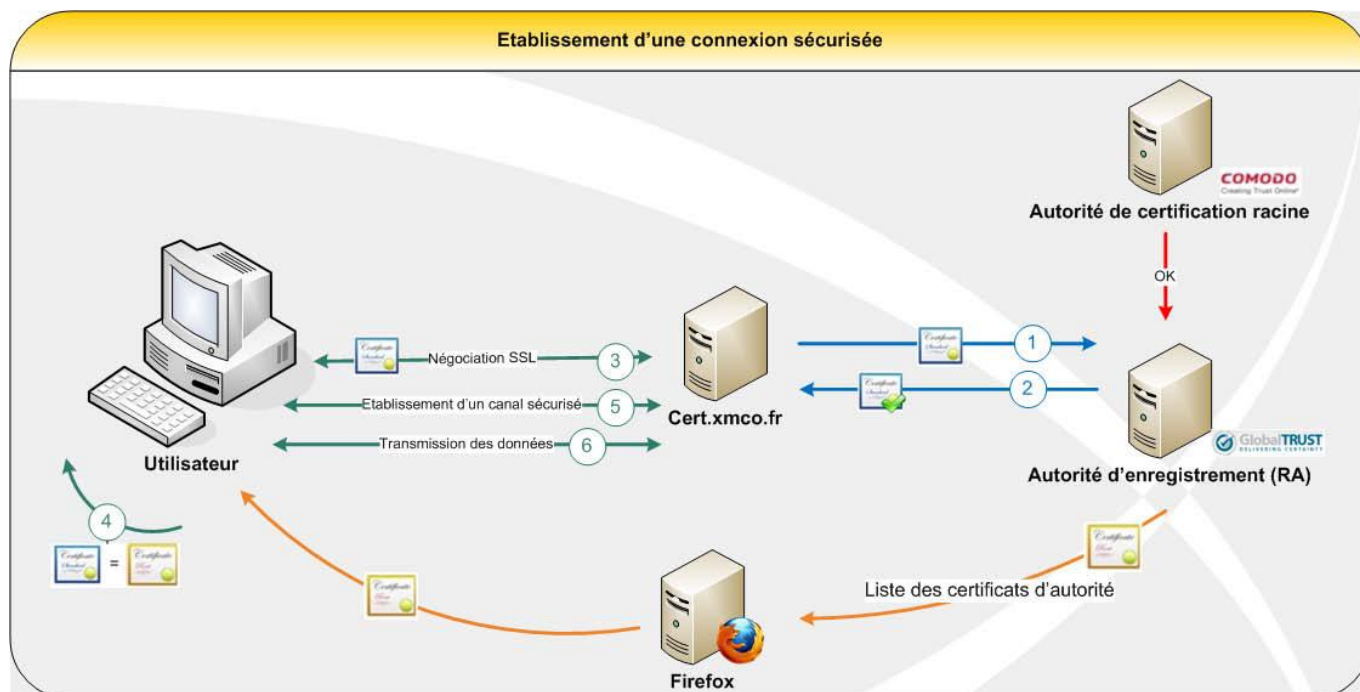 Etablissement d'une connexion sécurisée
COMODO
Creating Trust Online®
Autorité de certification racine
OK
Négociation SSL
3
1
Etablissement d'un canal sécurisé
5
2
Cert.xmco.fr
Transmission des données
6
Utilisateur
GlobalTRUST
DELIVERING CERTAINTY
Autorité d'enregistrement (RA)
4
=
Liste des certificats d'autorité
Firefox